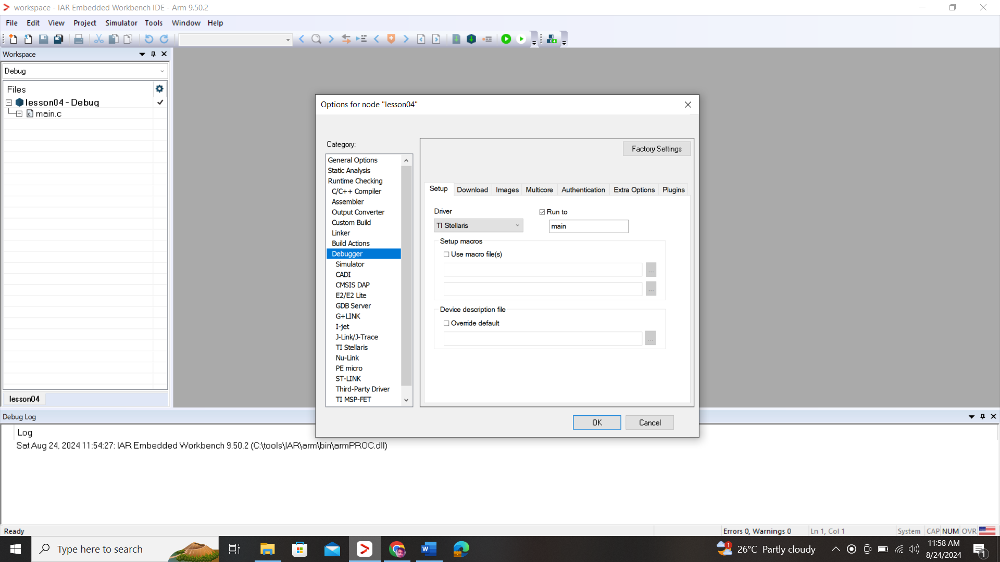 workspace - IAR Embedded Workbench IDE - Arm 9.50.2
File Edit View Project Simulator Tools Window Help
Workspace
Debug
Files
lesson04 - Debug
main.c
lesson04
Options for node "lesson04"
Category:
General Options
Static Analysis
Runtime Checking
C/C++ Compiler
Assembler
Output Converter
Custom Build
Linker
Build Actions
Debugger
Simulator
CADI
CMSIS DAP
E2/E2 Lite
GDB Server
G+LINK
I-jet
J-Link/J-Trace
TI Stellaris
Nu-Link
PE micro
ST-LINK
Third-Party Driver
TI MSP-FET
Factory Settings
Setup Download Images Multicore Authentication Extra Options Plugins
Driver
TI Stellaris
Run to
main
Setup macros
Use macro file(s)
...
...
Device description file
Override default
...
OK Cancel
Debug Log
Log
Sat Aug 24, 2024 11:54:27: IAR Embedded Workbench 9.50.2 (C:\tools\IAR\arm\bin\armPROC.dll)
Ready
Errors 0, Warnings 0 Ln 1, Col 1 System CAP NUM OVR
Type here to search
1
26°C Partly cloudy
11:58 AM
8/24/2024
1